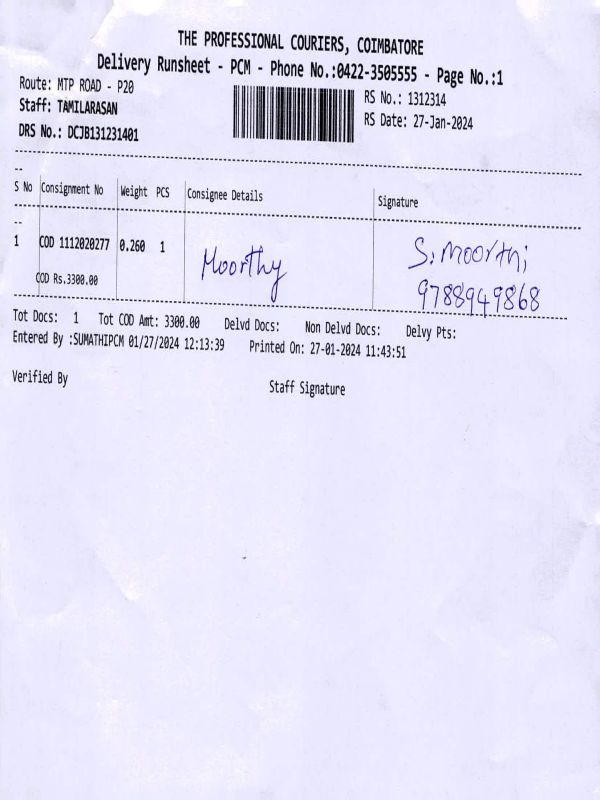 THE PROFESSIONAL COURIERS, COIMBATORE
Delivery Runsheet - PCM - Phone No.:0422-3505555 - Page No.:1
Route: MTP ROAD - P20
RS No.: 1312314
Staff: TAMILARASAN
RS Date: 27-Jan-2024
DRS No.: DCJB131231401
S No Consignment No Weight PCS Consignee Details Signature
1 COD 1112020277 0.260 1 Moorthy S. Moorthi
COD Rs.3300.00 9788949868
Tot Docs: 1 Tot COD Amt: 3300.00 Delvd Docs: Non Delvd Docs: Delvy Pts:
Entered By :SUMATHIPCM 01/27/2024 12:13:39 Printed On: 27-01-2024 11:43:51
Verified By Staff Signature